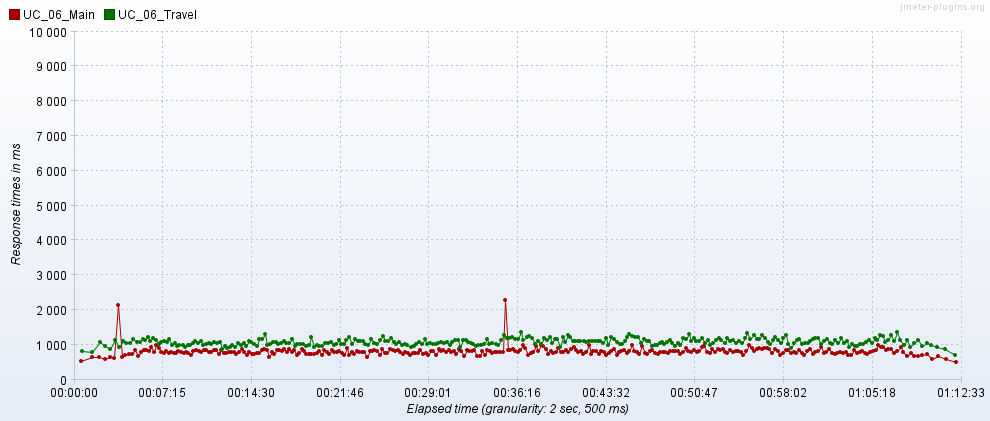 jmeter-plugins.org
UC_06_Main UC_06_Travel
10 000
9 000
8 000
7 000
6 000
5 000
4 000
3 000
2 000
1 000
0
Response times in ms
00:00:00 00:07:15 00:14:30 00:21:46 00:29:01 00:36:16 00:43:32 00:50:47 00:58:02 01:05:18 01:12:33
Elapsed time (granularity: 2 sec, 500 ms)